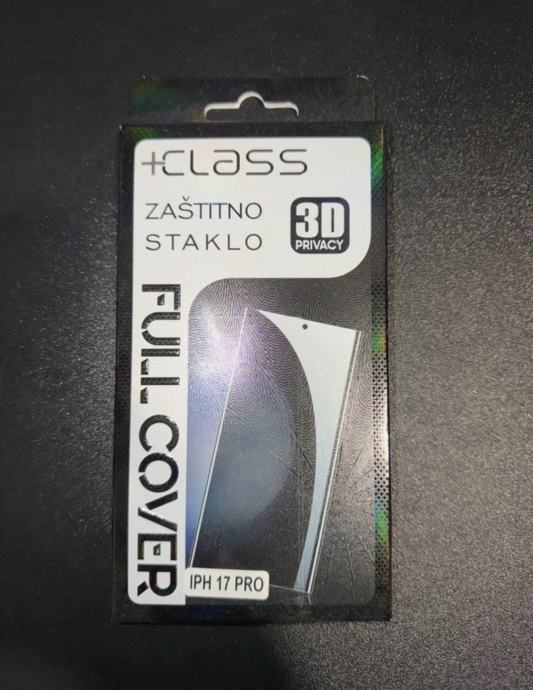 +CLASS
ZAŠTITNO
STAKLO
3D
PRIVACY
FULL COVER
IPH 17 PRO